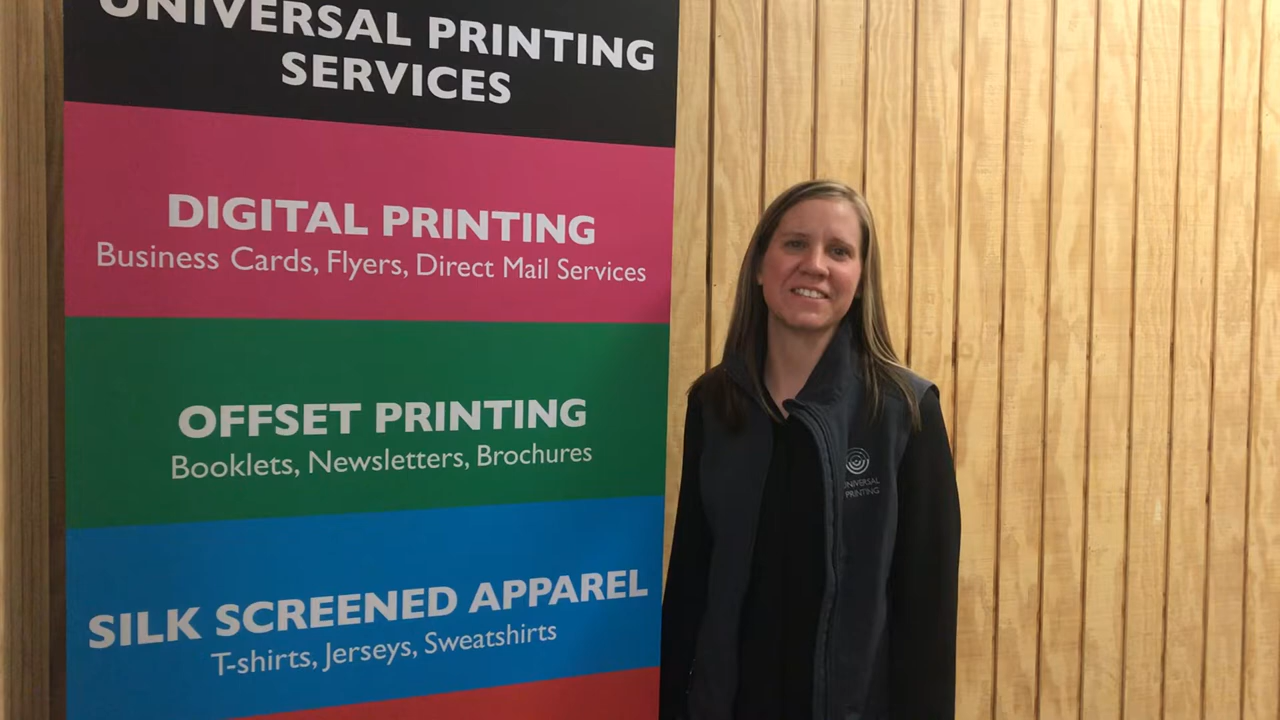 UNIVERSAL PRINTING
SERVICES
DIGITAL PRINTING
Business Cards, Flyers, Direct Mail Services
OFFSET PRINTING
Booklets, Newsletters, Brochures
SILK SCREENED APPAREL
T-shirts, Jerseys, Sweatshirts
UNIVERSAL
PRINTING